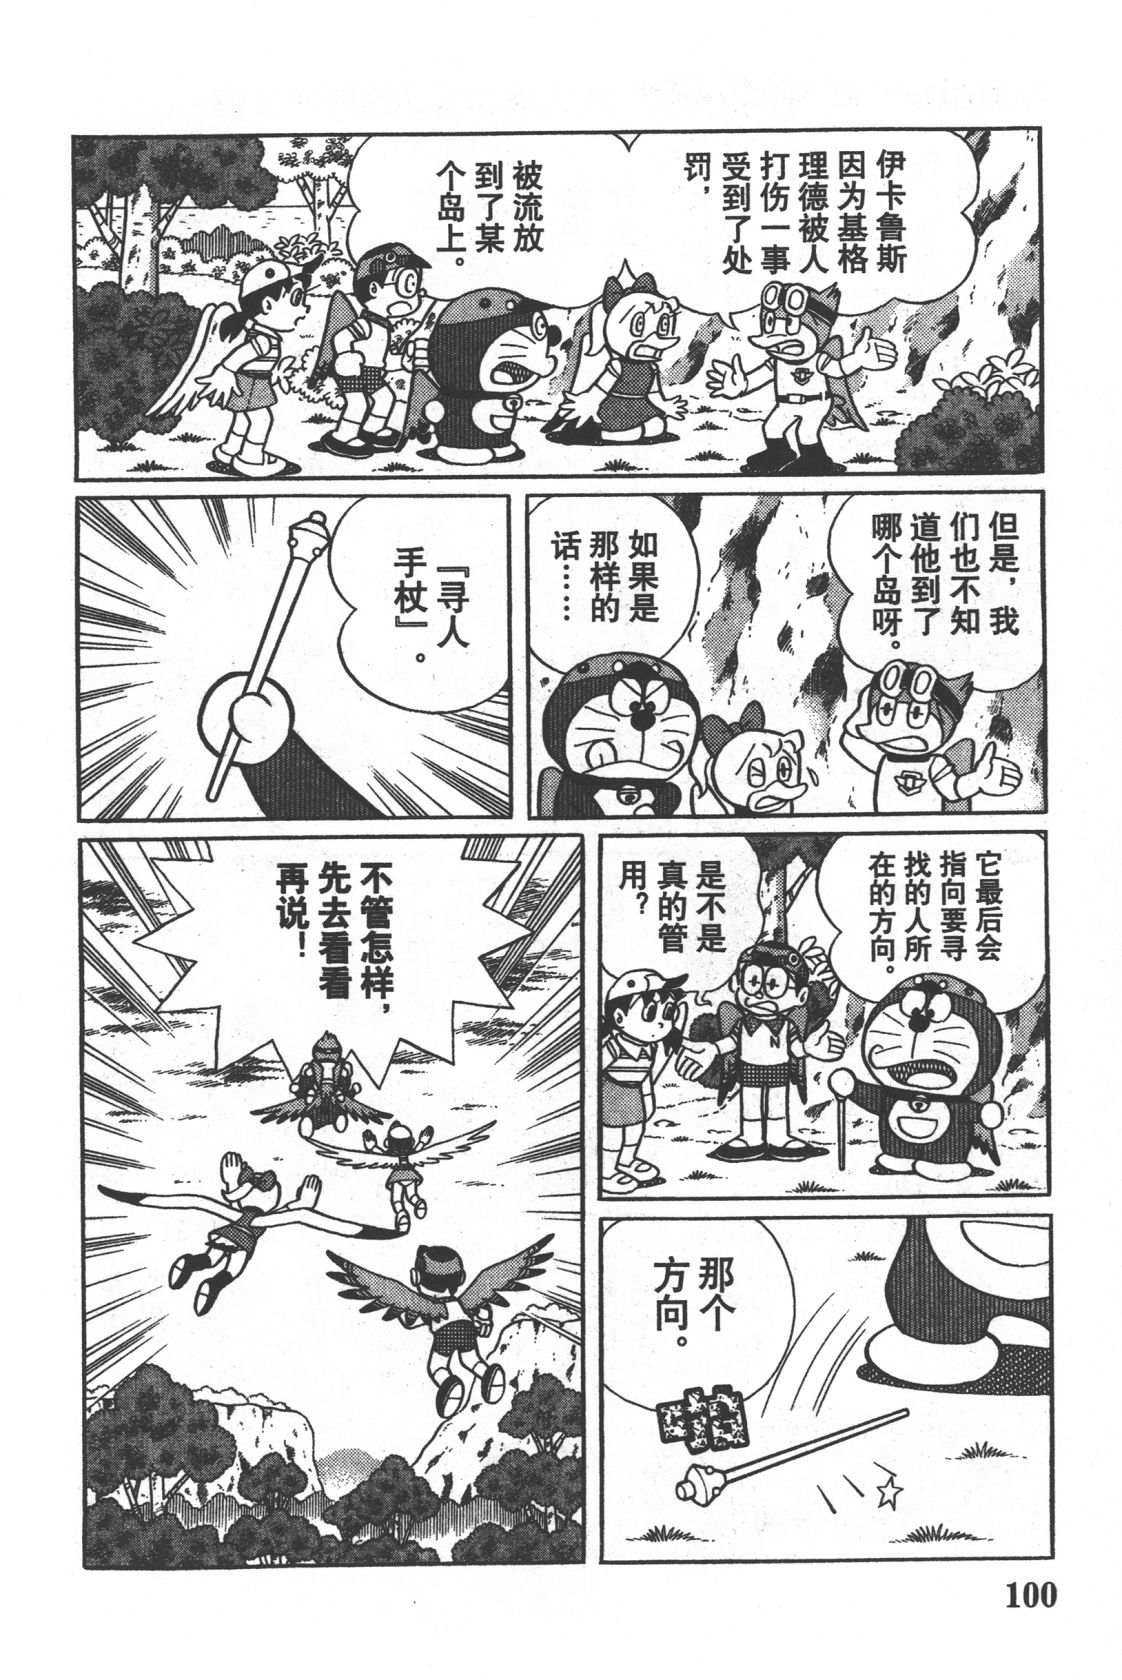 伊卡鲁斯
因为基格
理德被人
打伤一事
受到了处
罚，
被流放
到了某
个岛上。
但是，我
们也不知
道他到了
哪个岛呀。
如果是
那样的
话……
『寻人
手杖』。
它最后会
指向要寻
找的人所
在的方向。
是不是
真的管
用？
那个
方向。
不管怎样，
先去看看
再说！
N
100